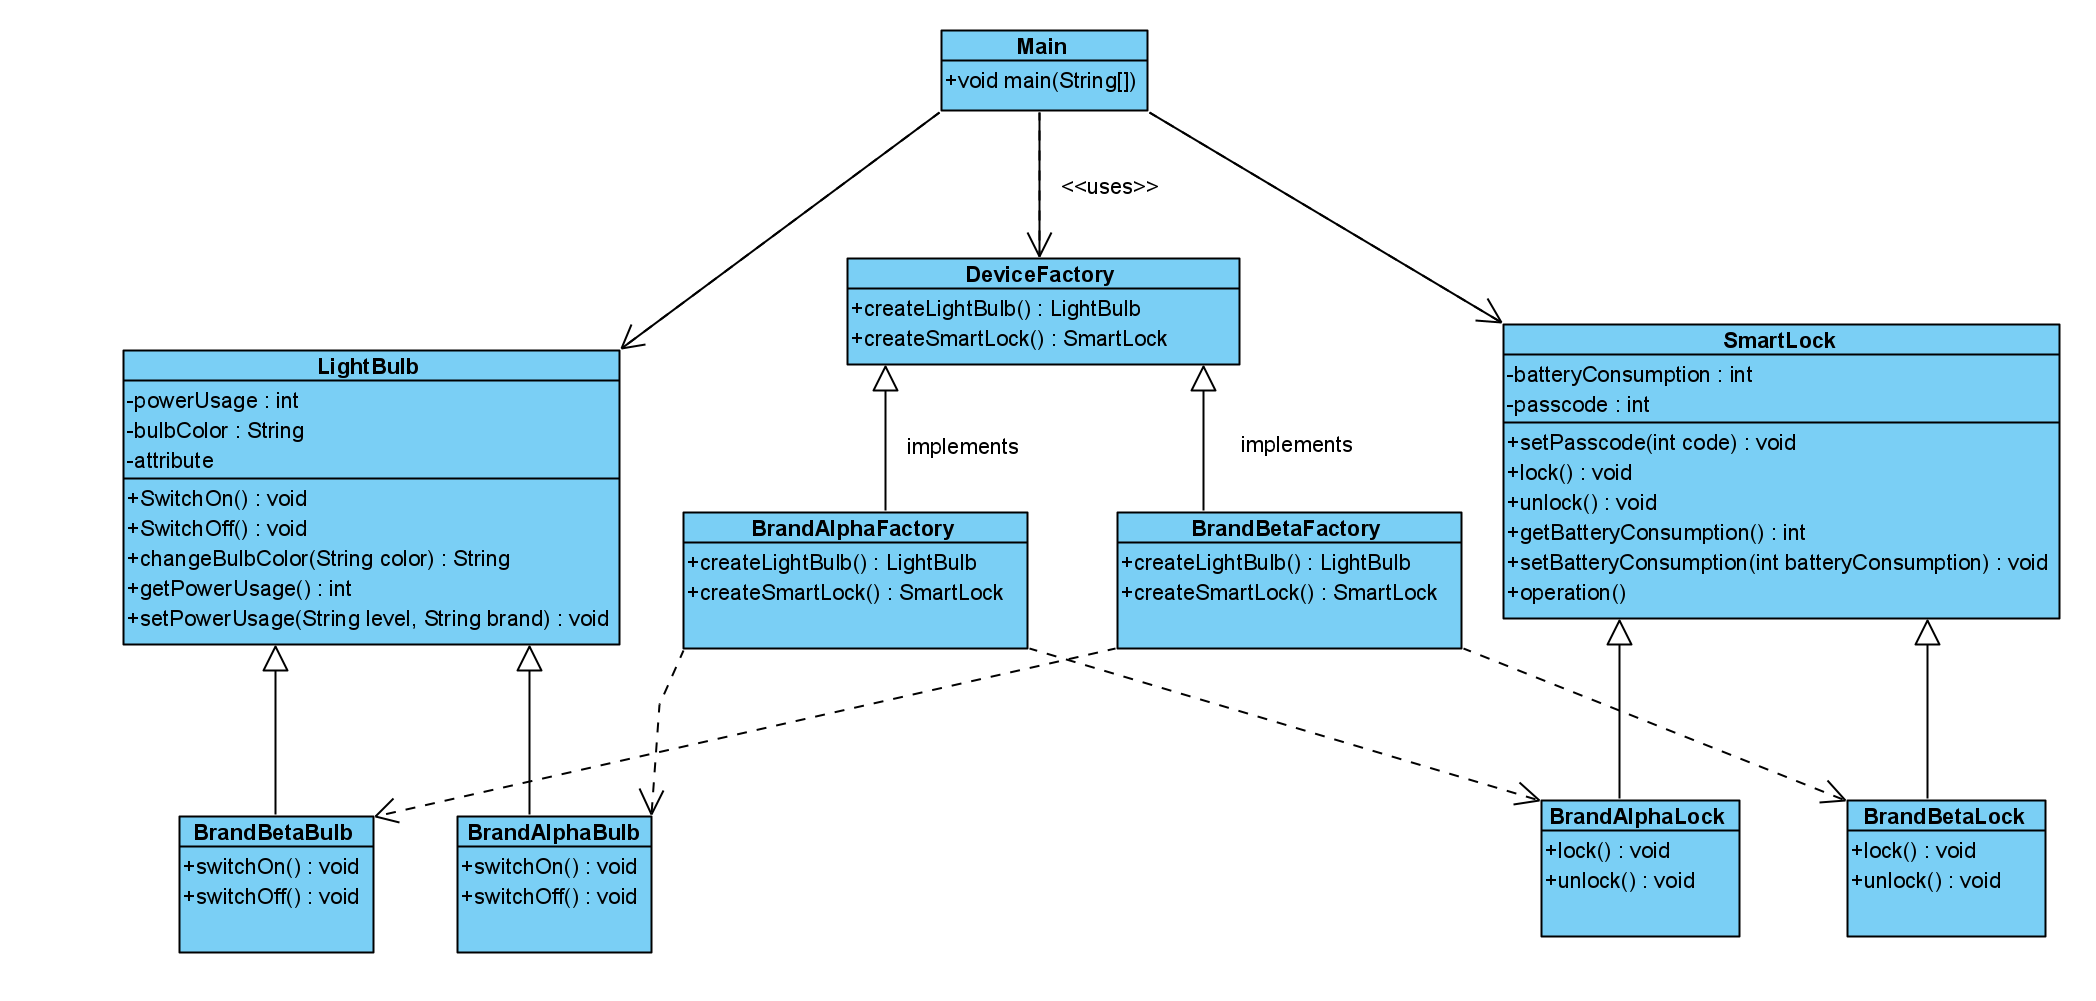 Main
+void main(String[])
<<uses>>
DeviceFactory
+createLightBulb() : LightBulb
+createSmartLock() : SmartLock
LightBulb
-powerUsage : int
-bulbColor : String
-attribute
+SwitchOn() : void
+SwitchOff() : void
+changeBulbColor(String color) : String
+getPowerUsage() : int
+setPowerUsage(String level, String brand) : void
SmartLock
-batteryConsumption : int
-passcode : int
+setPasscode(int code) : void
+lock() : void
+unlock() : void
+getBatteryConsumption() : int
+setBatteryConsumption(int batteryConsumption) : void
+operation()
implements
implements
BrandAlphaFactory
+createLightBulb() : LightBulb
+createSmartLock() : SmartLock
BrandBetaFactory
+createLightBulb() : LightBulb
+createSmartLock() : SmartLock
BrandBetaBulb
+switchOn() : void
+switchOff() : void
BrandAlphaBulb
+switchOn() : void
+switchOff() : void
BrandAlphaLock
+lock() : void
+unlock() : void
BrandBetaLock
+lock() : void
+unlock() : void